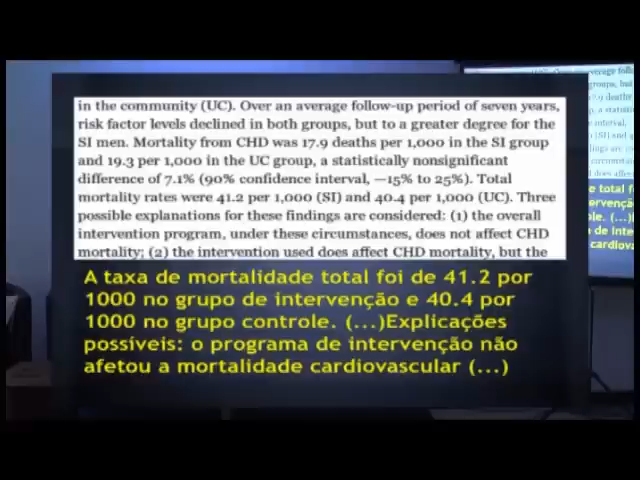 in the community (UC). Over an average follow-up period of seven years,
risk factor levels declined in both groups, but to a greater degree for the
SI men. Mortality from CHD was 17.9 deaths per 1,000 in the SI group
and 19.3 per 1,000 in the UC group, a statistically nonsignificant
difference of 7.1% (90% confidence interval, —15% to 25%). Total
mortality rates were 41.2 per 1,000 (SI) and 40.4 per 1,000 (UC). Three
possible explanations for these findings are considered: (1) the overall
intervention program, under these circumstances, does not affect CHD
mortality; (2) the intervention used does affect CHD mortality, but the
A taxa de mortalidade total foi de 41.2 por
1000 no grupo de intervenção e 40.4 por
1000 no grupo controle. (...)Explicações
possíveis: o programa de intervenção não
afetou a mortalidade cardiovascular (...)